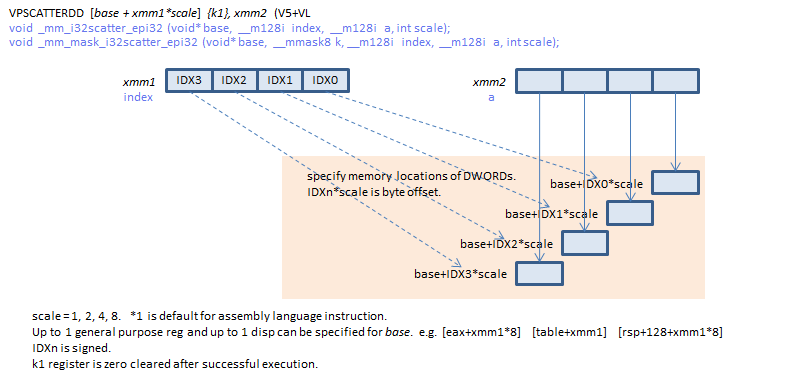 VPSCATTERDD [base + xmm1*scale] {k1}, xmm2 (V5+VL
void _mm_i32scatter_epi32 (void* base, __m128i index, __m128i a, int scale);
void _mm_mask_i32scatter_epi32 (void* base, __mmask8 k, __m128i index, __m128i a, int scale);
xmm1 IDX3 IDX2 IDX1 IDX0 xmm2
index a
specify memory locations of DWORDs.
base+IDX0*scale
IDXn*scale is byte offset.
base+IDX1*scale
base+IDX2*scale
base+IDX3*scale
scale = 1, 2, 4, 8. *1 is default for assembly language instruction.
Up to 1 general purpose reg and up to 1 disp can be specified for base. e.g. [eax+xmm1*8] [table+xmm1] [rsp+128+xmm1*8]
IDXn is signed.
k1 register is zero cleared after successful execution.